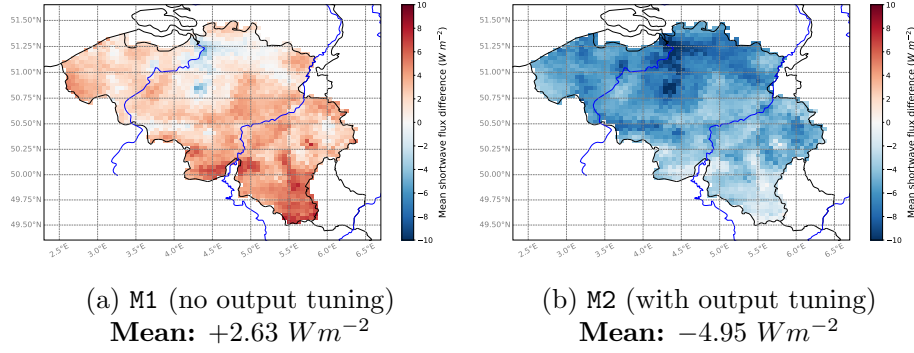 51.50°N
51.25°N
51.00°N
50.75°N
50.50°N
50.25°N
50.00°N
49.75°N
49.50°N
2.5°E 3.0°E 3.5°E 4.0°E 4.5°E 5.0°E 5.5°E 6.0°E 6.5°E
10
8
6
4
2
0
−2
−4
−6
−8
−10
Mean shortwave flux difference (W m⁻²)
(a) M1 (no output tuning)
Mean: +2.63 Wm⁻²
51.50°N
51.25°N
51.00°N
50.75°N
50.50°N
50.25°N
50.00°N
49.75°N
49.50°N
2.5°E 3.0°E 3.5°E 4.0°E 4.5°E 5.0°E 5.5°E 6.0°E 6.5°E
10
8
6
4
2
0
−2
−4
−6
−8
−10
Mean shortwave flux difference (W m⁻²)
(b) M2 (with output tuning)
Mean: −4.95 Wm⁻²